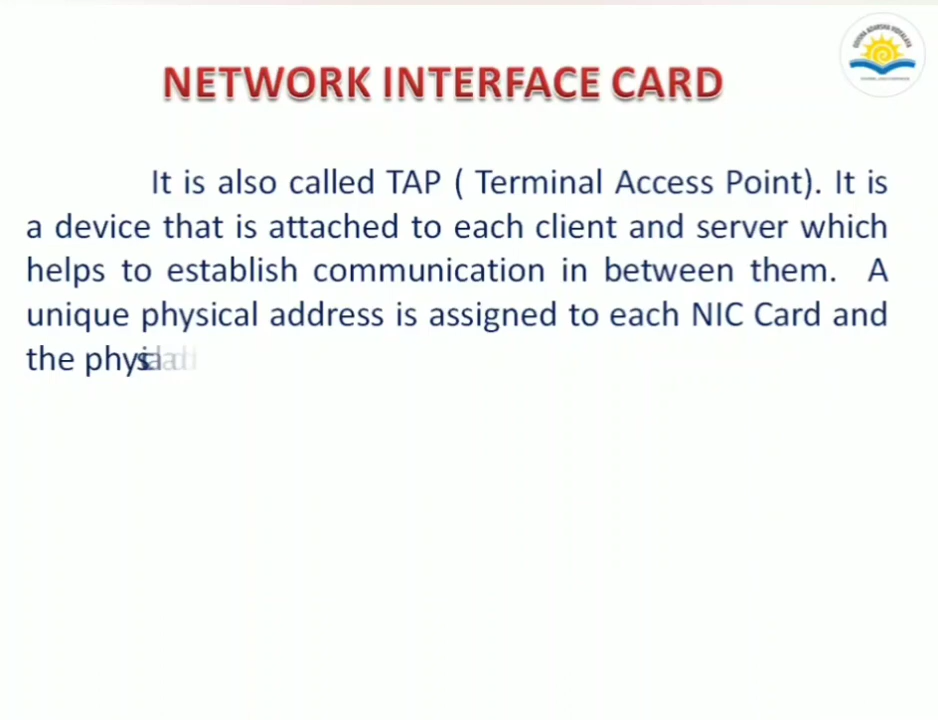 NETWORK INTERFACE CARD
It is also called TAP ( Terminal Access Point). It is
a device that is attached to each client and server which
helps to establish communication in between them. A
unique physical address is assigned to each NIC Card and
the